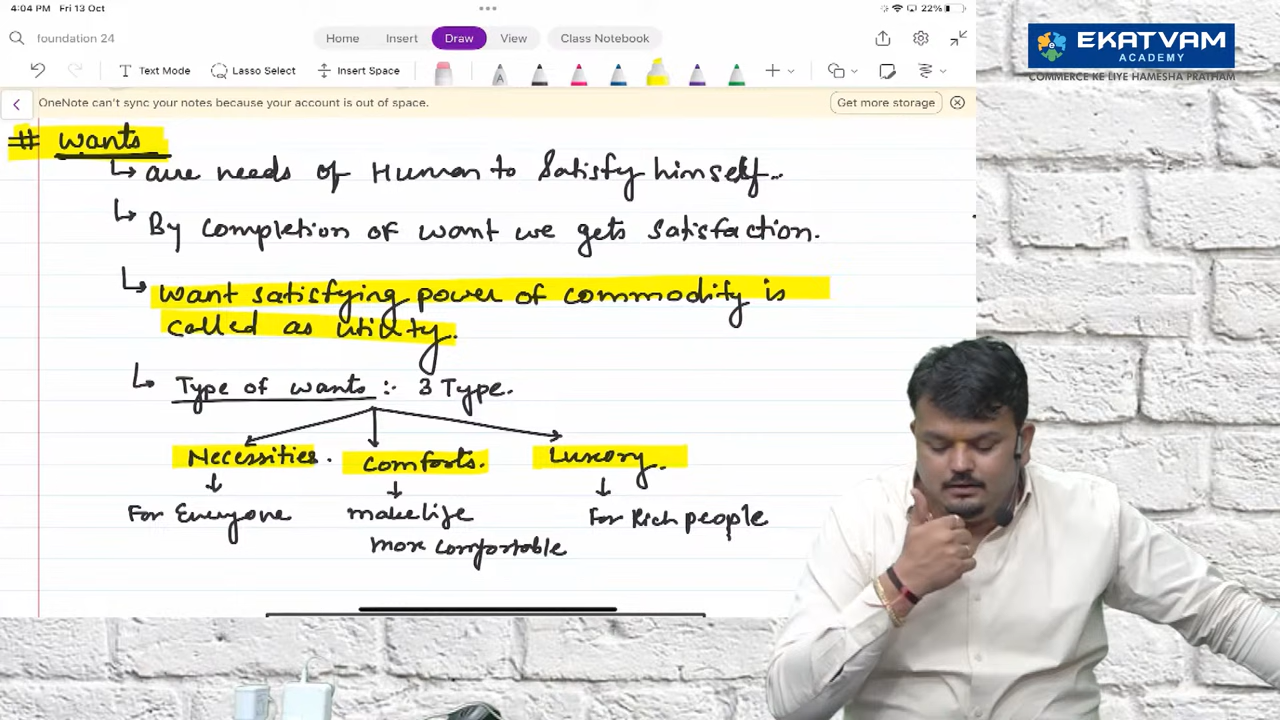 4:04 PM Fri 13 Oct
22%
foundation 24
Home Insert Draw View Class Notebook
Text Mode Lasso Select Insert Space
OneNote can't sync your notes because your account is out of space.
Get more storage
EKATVAM
ACADEMY
COMMERCE KE LIYE HAMESHA PRATHAM
# Wants
↳ are needs of Human to Satisfy himself..
↳ By completion of want we gets satisfaction.
↳ Want satisfying power of commodity is
called as utility.
↳ Type of wants :- 3 Type.
Necessities. Comforts. Luxury.
For Everyone make life For Rich people
more comfortable